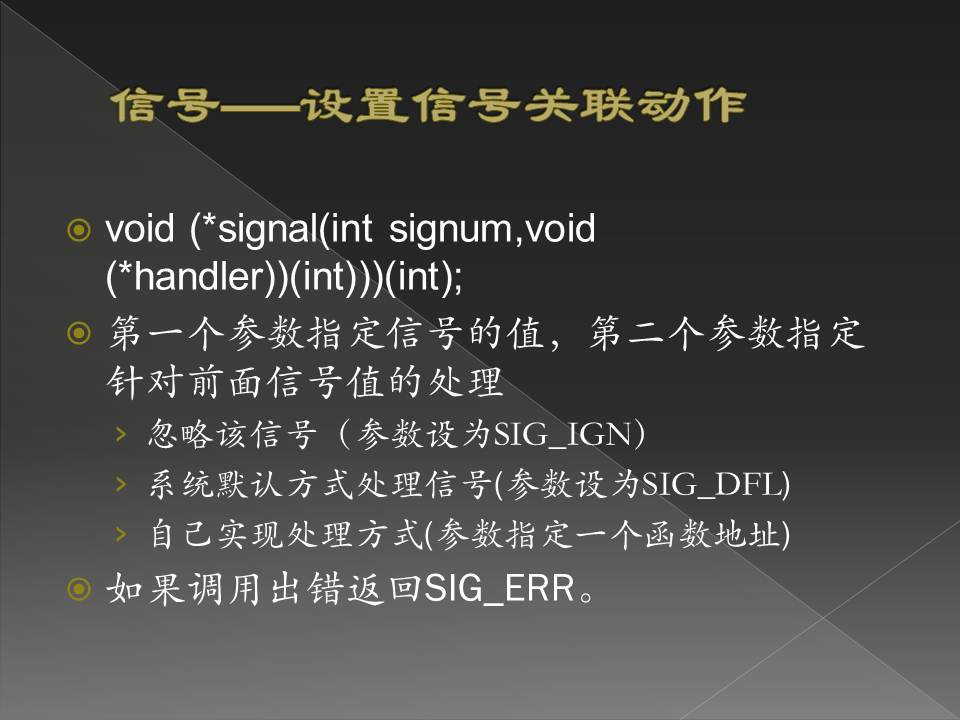 信号——设置信号关联动作
void (*signal(int signum,void
(*handler))(int)))(int);
第一个参数指定信号的值，第二个参数指定
针对前面信号值的处理
忽略该信号（参数设为SIG_IGN）
系统默认方式处理信号(参数设为SIG_DFL)
自己实现处理方式(参数指定一个函数地址)
如果调用出错返回SIG_ERR。